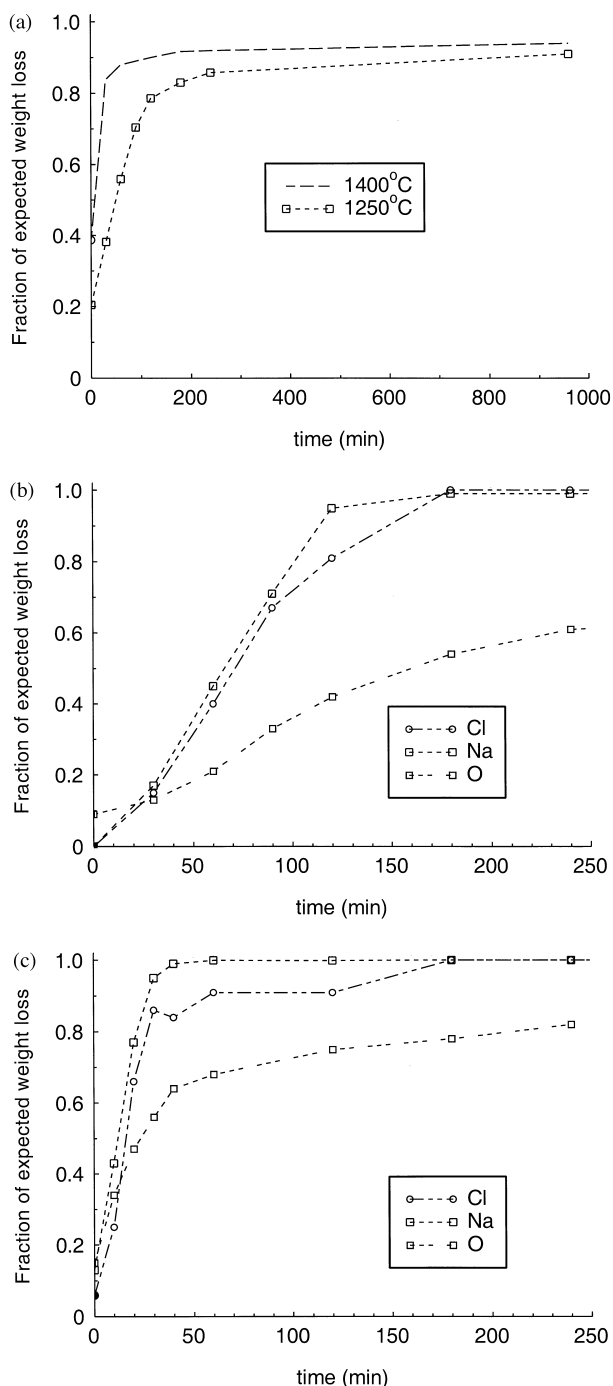 (a)
1.0
0.8
0.6
0.4
0.2
0
Fraction of expected weight loss
1400°C
1250°C
0 200 400 600 800 1000
time (min)
(b)
1.0
0.8
0.6
0.4
0.2
0
Fraction of expected weight loss
Cl
Na
O
0 50 100 150 200 250
time (min)
(c)
1.0
0.8
0.6
0.4
0.2
0
Fraction of expected weight loss
Cl
Na
O
0 50 100 150 200 250
time (min)